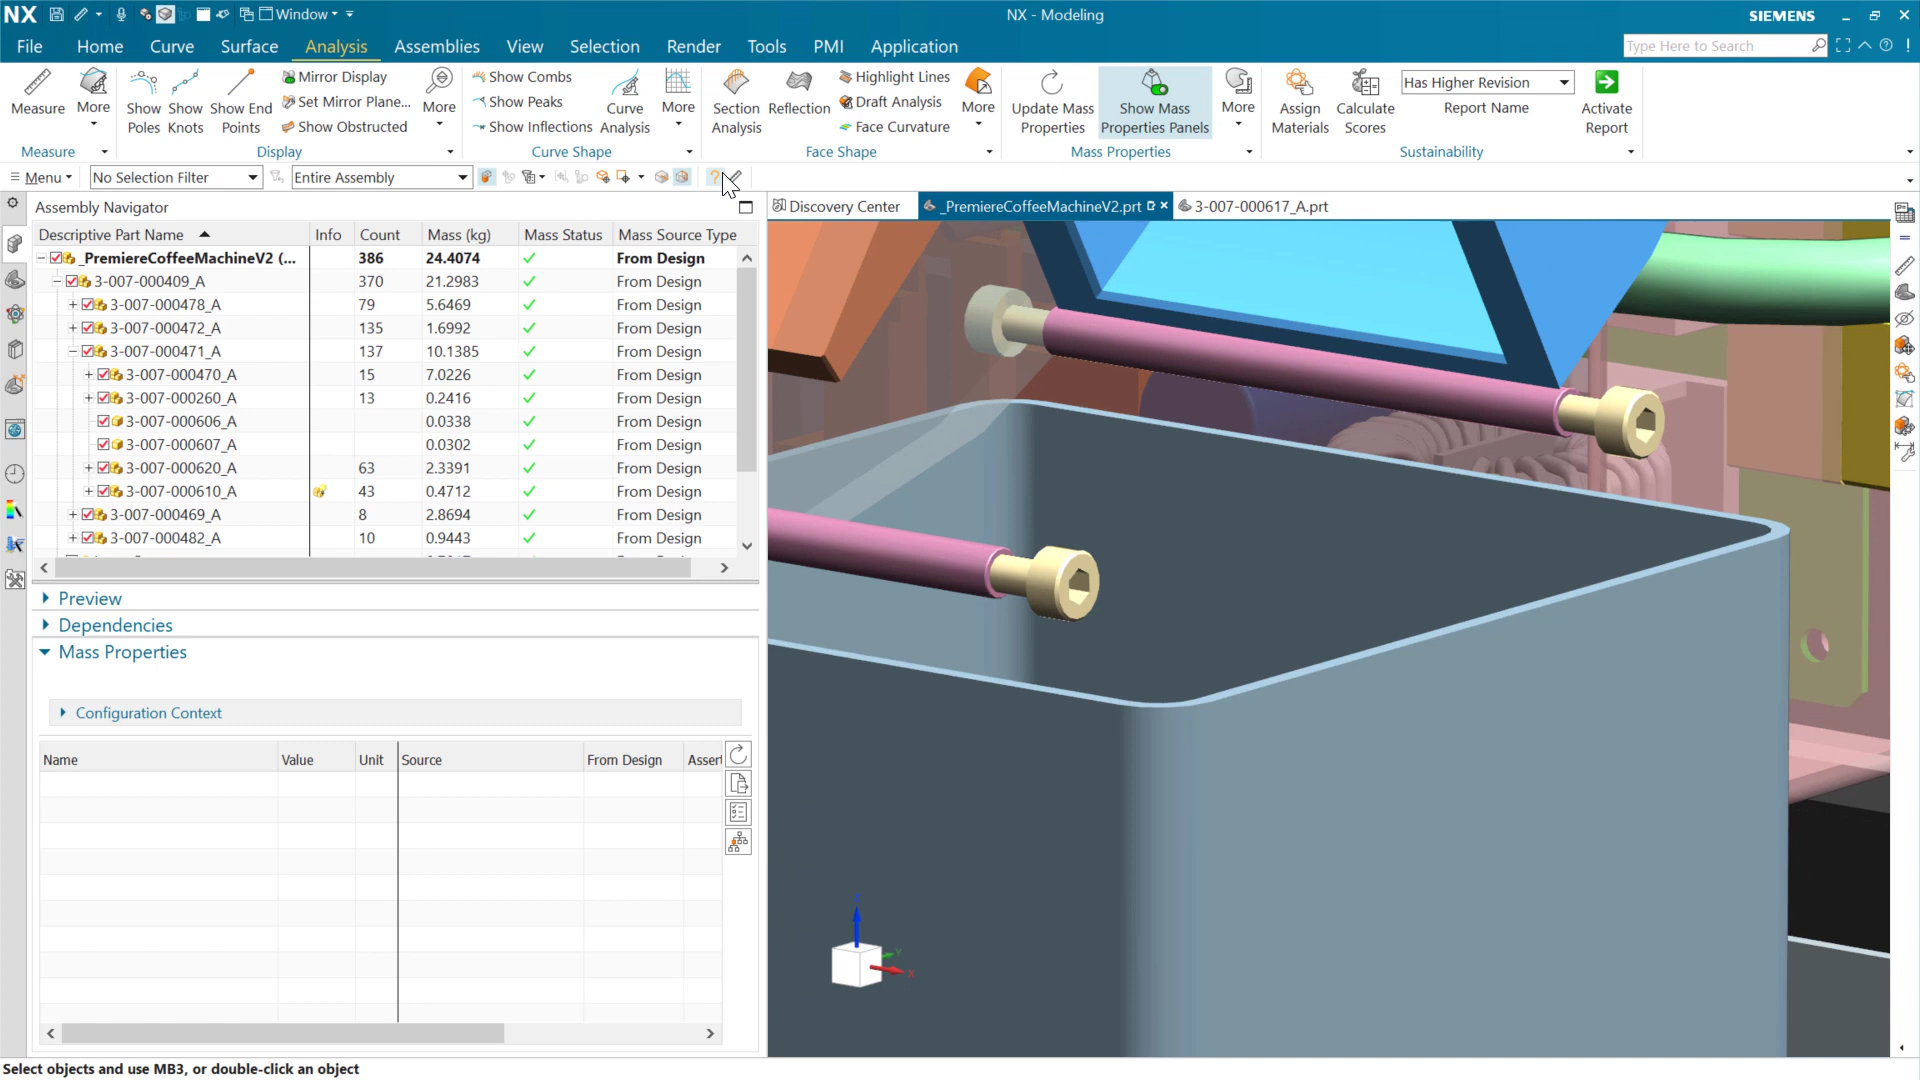 NX Window NX - Modeling SIEMENS
File Home Curve Surface Analysis Assemblies View Selection Render Tools PMI Application Type Here to Search
Measure More Show Poles Show Knots Show End Points Mirror Display Set Mirror Plane... Show Obstructed More Show Combs Show Peaks Show Inflections Curve Analysis More Section Analysis Reflection Highlight Lines Draft Analysis Face Curvature More Update Mass Properties Show Mass Properties Panels More Assign Materials Calculate Scores Has Higher Revision Report Name Activate Report
Measure Display Curve Shape Face Shape Mass Properties Sustainability
Menu No Selection Filter Entire Assembly
Assembly Navigator Discovery Center _PremiereCoffeeMachineV2.prt 3-007-000617_A.prt
Descriptive Part Name Info Count Mass (kg) Mass Status Mass Source Type
_PremiereCoffeeMachineV2 (... 386 24.4074 From Design
3-007-000409_A 370 21.2983 From Design
3-007-000478_A 79 5.6469 From Design
3-007-000472_A 135 1.6992 From Design
3-007-000471_A 137 10.1385 From Design
3-007-000470_A 15 7.0226 From Design
3-007-000260_A 13 0.2416 From Design
3-007-000606_A 0.0338 From Design
3-007-000607_A 0.0302 From Design
3-007-000620_A 63 2.3391 From Design
3-007-000610_A 43 0.4712 From Design
3-007-000469_A 8 2.8694 From Design
3-007-000482_A 10 0.9443 From Design
Preview
Dependencies
Mass Properties
Configuration Context
Name Value Unit Source From Design Assert
Z
Y
X
Select objects and use MB3, or double-click an object